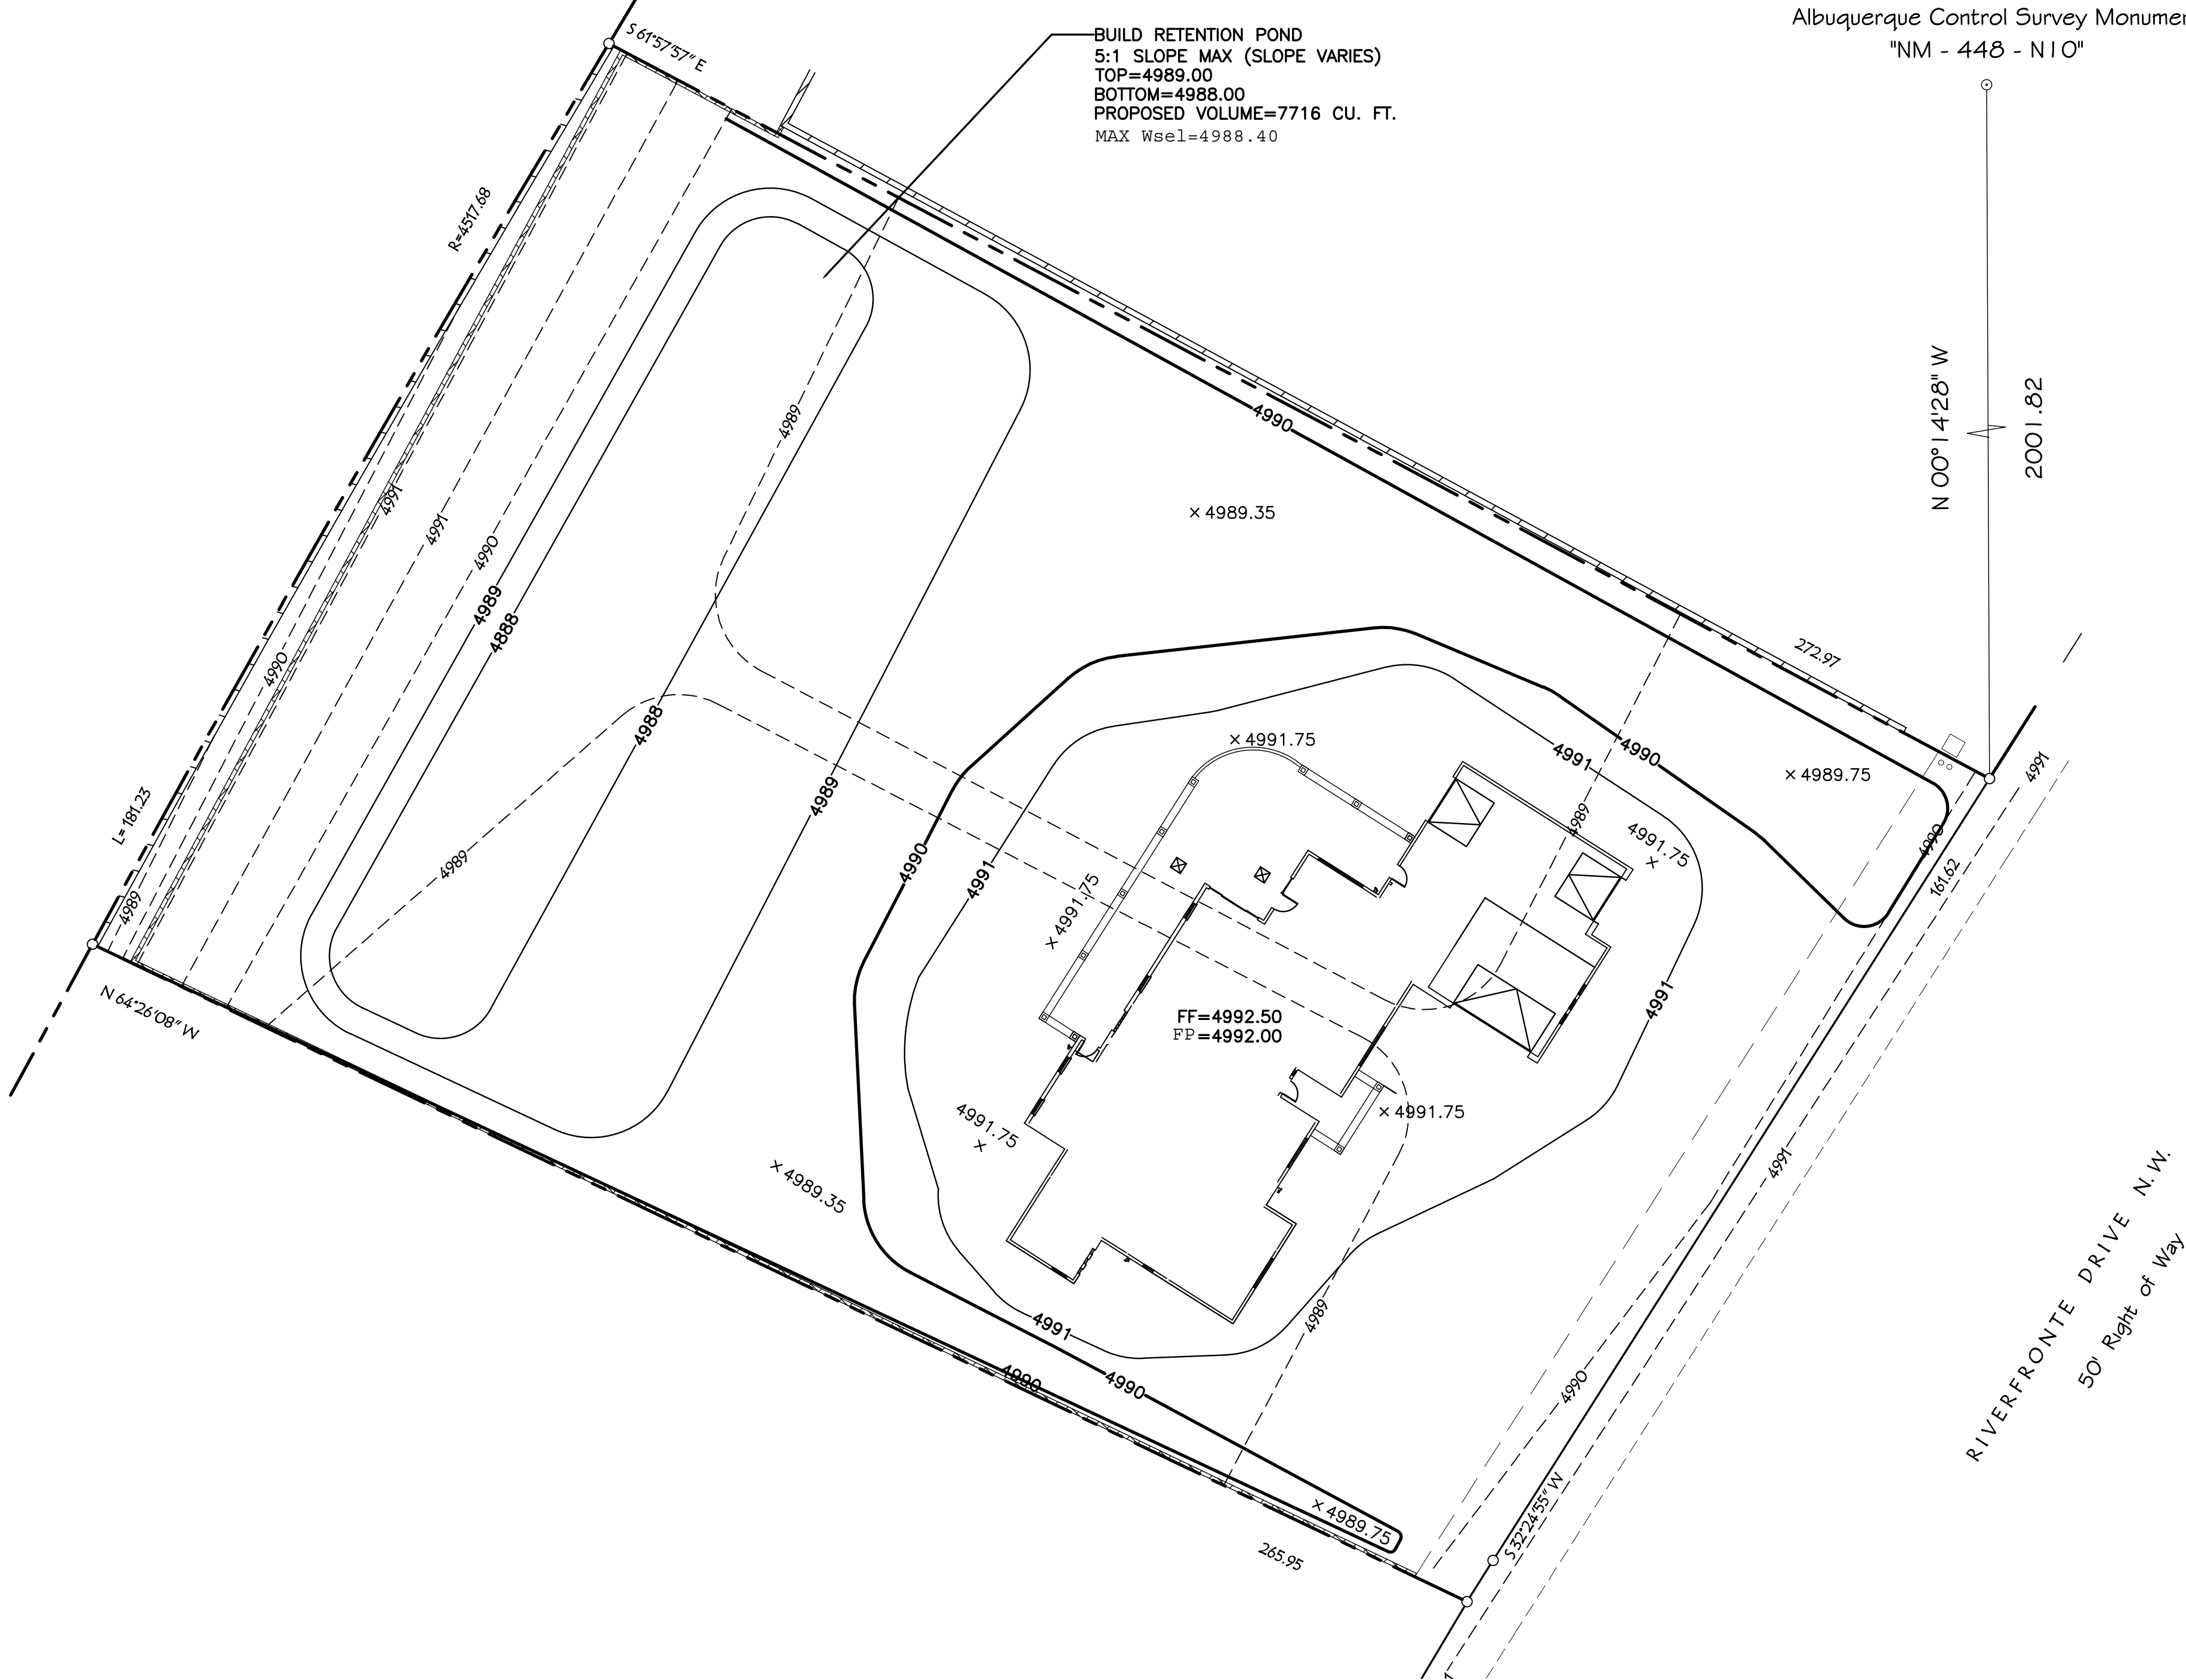 Albuquerque Control Survey
"NM - 448 - N10"
BUILD RETENTION POND
5:1 SLOPE MAX (SLOPE VARIES)
TOP=4989.00
BOTTOM=4988.00
PROPOSED VOLUME=7716 CU. FT.
MAX Wsel=4988.40
S 61°57'57" E
R=4517.68
N 00°14'28" W
2001.82
4989
4990
4991
4991
4990
4989
4888
× 4989.35
4990
272.97
4988
4989
× 4991.75
4991
4990
× 4989.75
4991
4989
4991.75
×
4990
161.62
L= 181.23
4989
4989
4990
4991
× 4991.75
4991
N 64°26'08" W
FF=4992.50
FP=4992.00
4991.75
×
× 4991.75
× 4989.35
4991
4989
4991
4990
4990
4990
4990
× 4989.75
S 32°24'55" W
265.95
RIVERFRONTE DRIVE N.W.
50' Right of Way